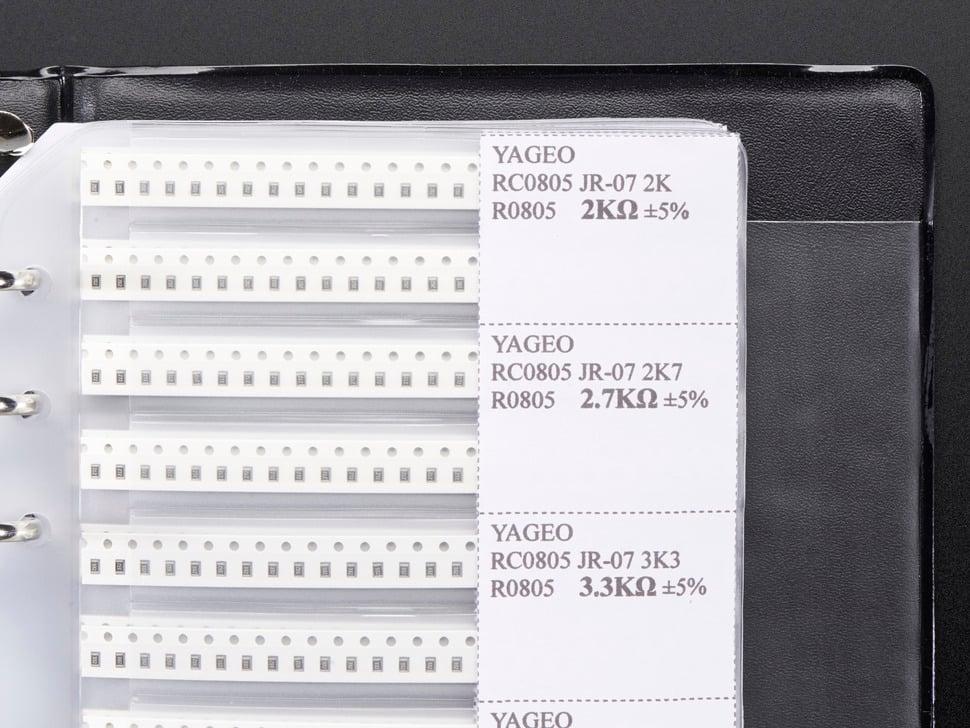 YAGEO
RC0805 JR-07 2K
R0805 2KΩ ±5%
YAGEO
RC0805 JR-07 2K7
R0805 2.7KΩ ±5%
YAGEO
RC0805 JR-07 3K3
R0805 3.3KΩ ±5%
YAGEO